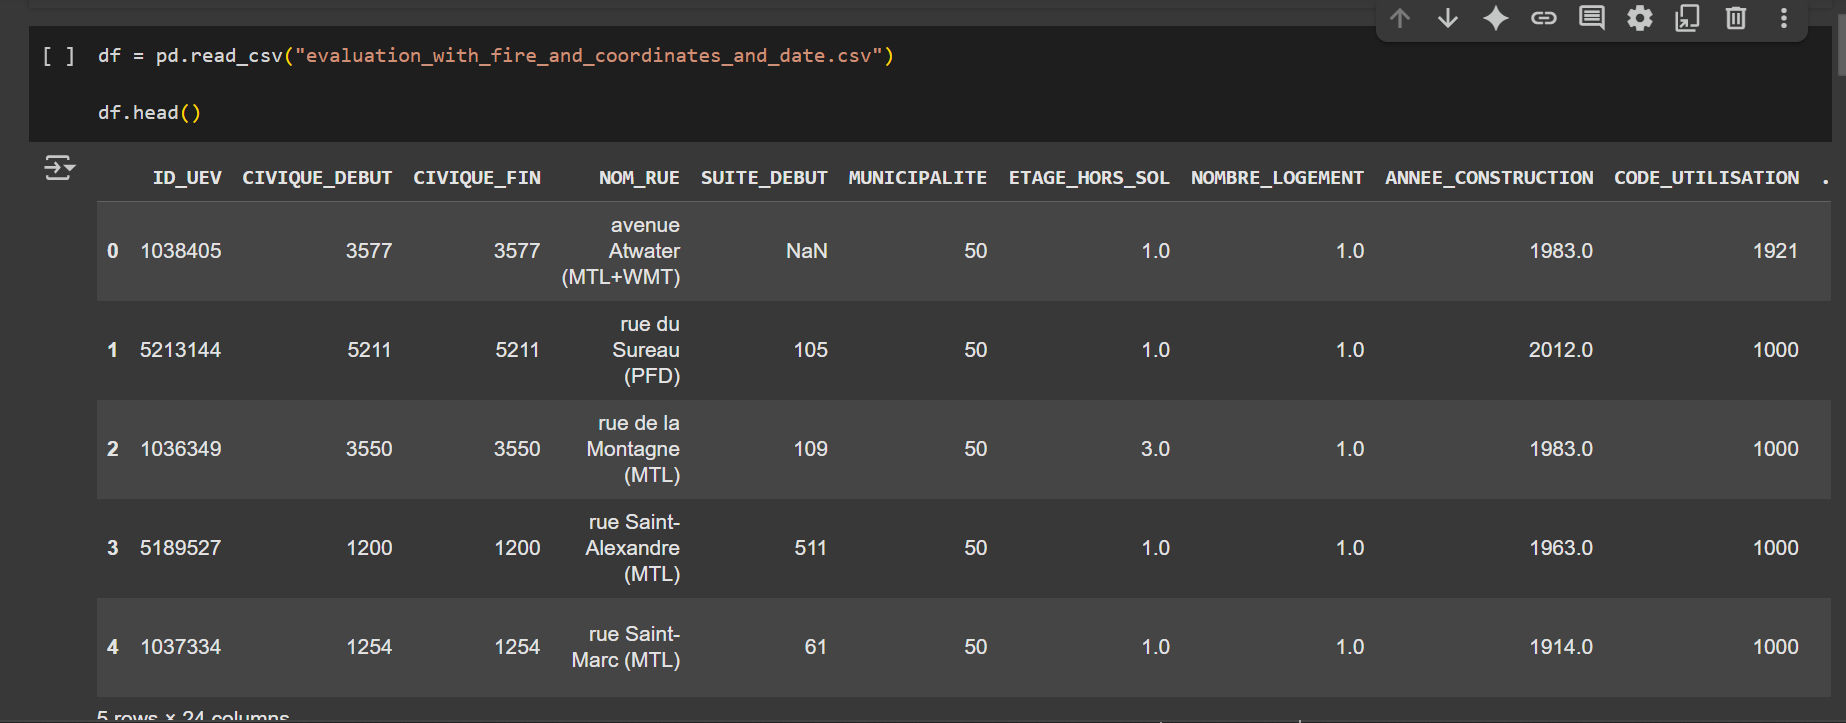 [ ] df = pd.read_csv("evaluation_with_fire_and_coordinates_and_date.csv")
df.head()
ID_UEV CIVIQUE_DEBUT CIVIQUE_FIN NOM_RUE SUITE_DEBUT MUNICIPALITE ETAGE_HORS_SOL NOMBRE_LOGEMENT ANNEE_CONSTRUCTION CODE_UTILISATION .
avenue
0 1038405 3577 3577 Atwater NaN 50 1.0 1.0 1983.0 1921
(MTL+WMT)
rue du
1 5213144 5211 5211 Sureau 105 50 1.0 1.0 2012.0 1000
(PFD)
rue de la
2 1036349 3550 3550 Montagne 109 50 3.0 1.0 1983.0 1000
(MTL)
rue Saint-
3 5189527 1200 1200 Alexandre 511 50 1.0 1.0 1963.0 1000
(MTL)
rue Saint-
4 1037334 1254 1254 Marc (MTL) 61 50 1.0 1.0 1914.0 1000
5 rows × 24 columns